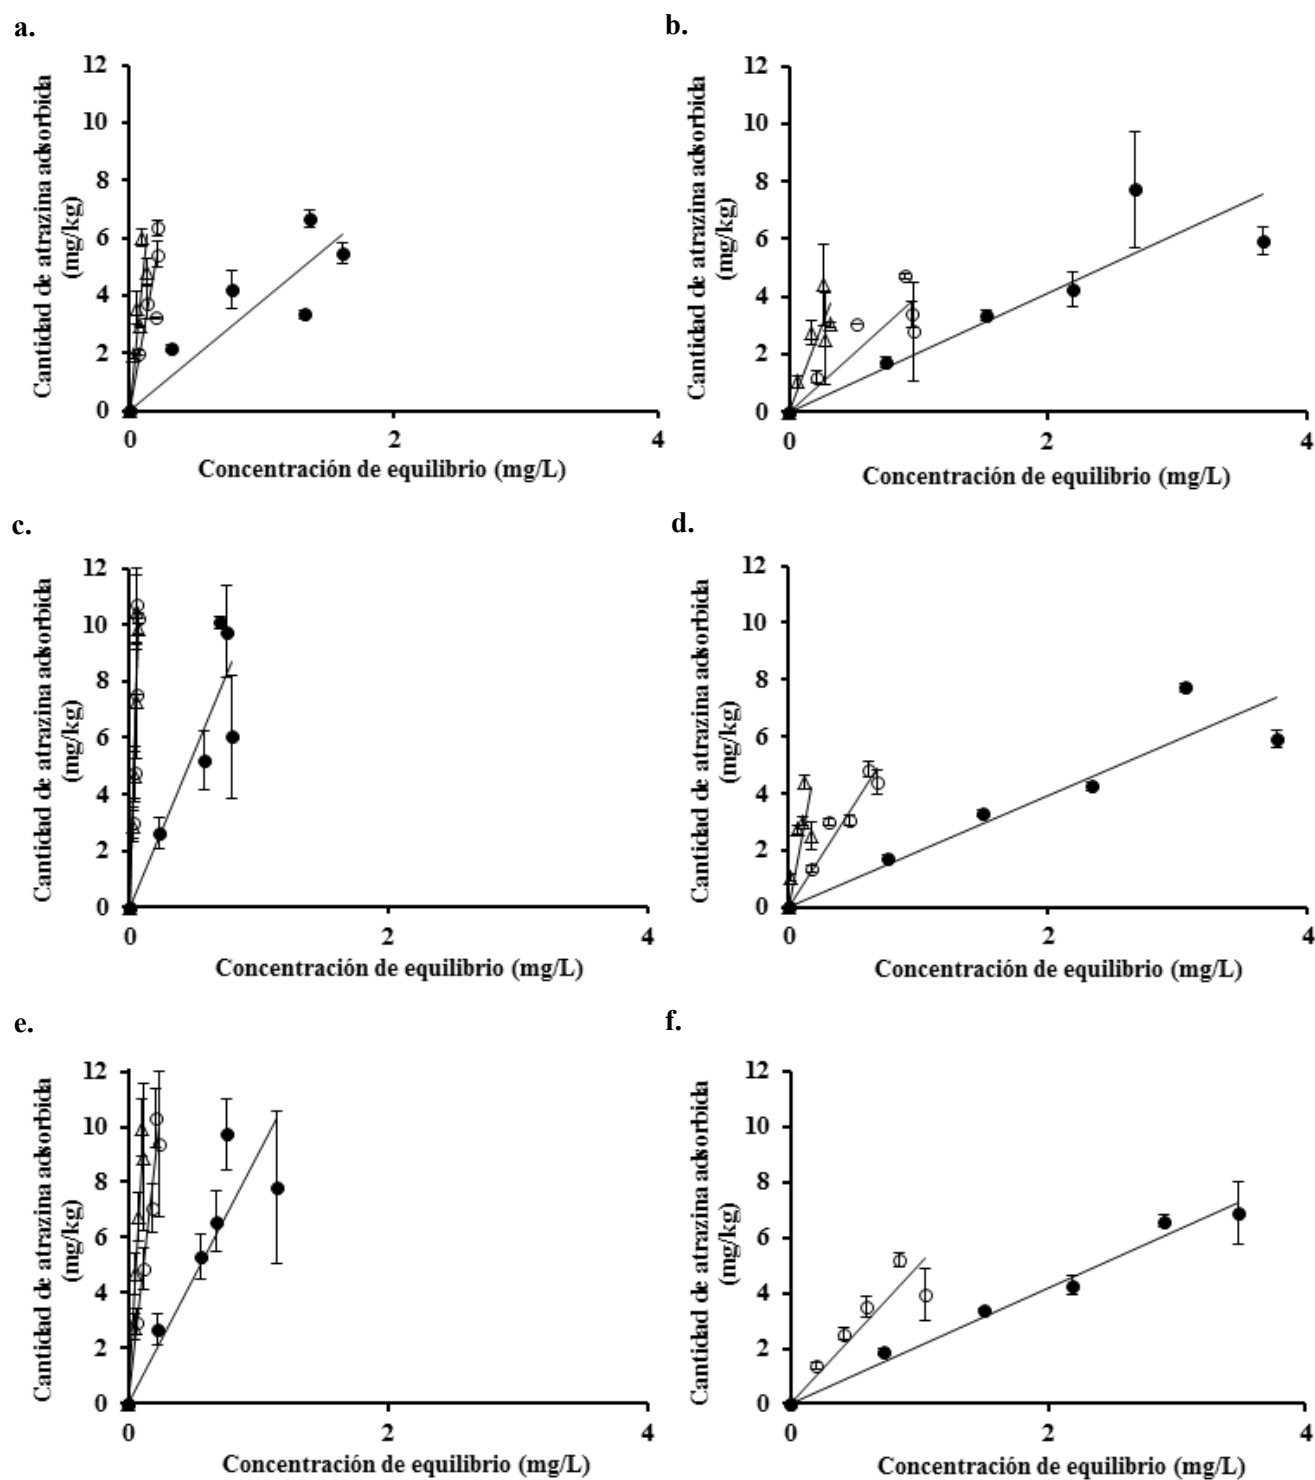 a.
12
10
8
6
4
2
0
Cantidad de atrazina adsorbida
(mg/kg)
0 2 4
Concentración de equilibrio (mg/L)
b.
12
10
8
6
4
2
0
Cantidad de atrazina adsorbida
(mg/kg)
0 2 4
Concentración de equilibrio (mg/L)
c.
12
10
8
6
4
2
0
Cantidad de atrazina adsorbida
(mg/kg)
0 2 4
Concentración de equilibrio (mg/L)
d.
12
10
8
6
4
2
0
Cantidad de atrazina adsorbida
(mg/kg)
0 2 4
Concentración de equilibrio (mg/L)
e.
12
10
8
6
4
2
0
Cantidad de atrazina adsorbida
(mg/kg)
0 2 4
Concentración de equilibrio (mg/L)
f.
12
10
8
6
4
2
0
Cantidad de atrazina adsorbida
(mg/kg)
0 2 4
Concentración de equilibrio (mg/L)